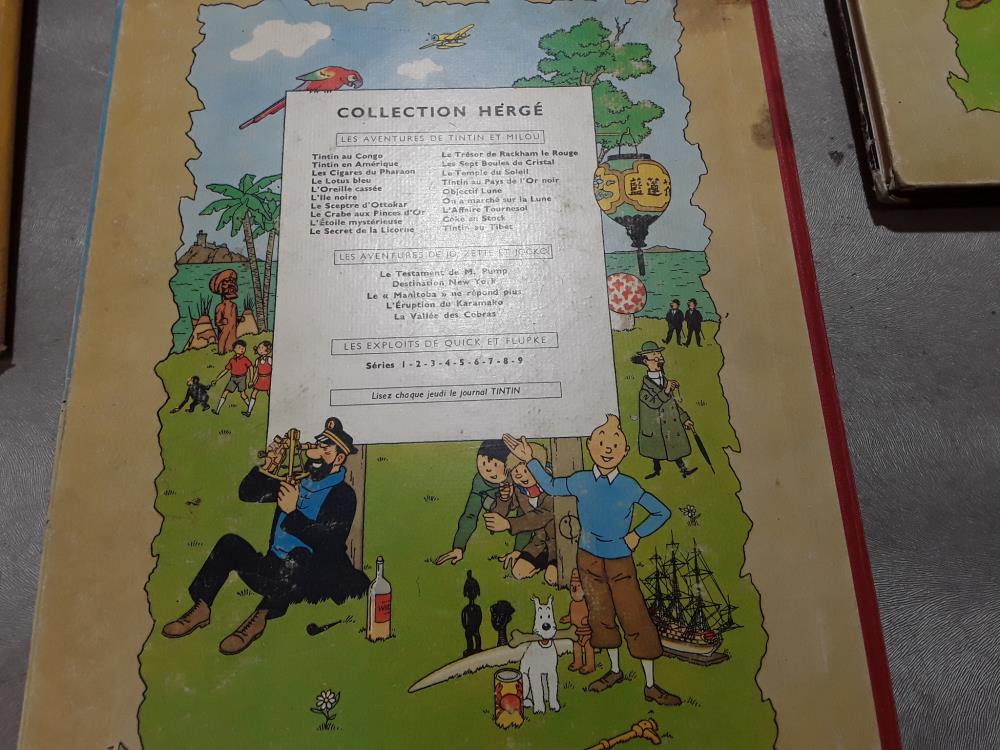 COLLECTION HERGÉ
LES AVENTURES DE TINTIN ET MILOU
Tintin au Congo
Tintin en Amérique
Les Cigares du Pharaon
Le Lotus bleu
L'Oreille cassée
L'Ile noire
Le Sceptre d'Ottokar
Le Crabe aux Pinces d'Or
L'Étoile mystérieuse
Le Secret de la Licorne
Le Trésor de Rackham le Rouge
Les Sept Boules de Cristal
Le Temple du Soleil
Tintin au Pays de l'Or noir
Objectif Lune
On a marché sur la Lune
L'Affaire Tournesol
Coke en Stock
Tintin au Tibet
LES AVENTURES DE JO, ZETTE ET JOCKO
Le Testament de M. Pump
Destination New York
Le « Manitoba » ne répond plus
L'Éruption du Karamako
La Vallée des Cobras
LES EXPLOITS DE QUICK ET FLUPKE
Séries 1 - 2 - 3 - 4 - 5 - 6 - 7 - 8 - 9
Lisez chaque jeudi le journal TINTIN